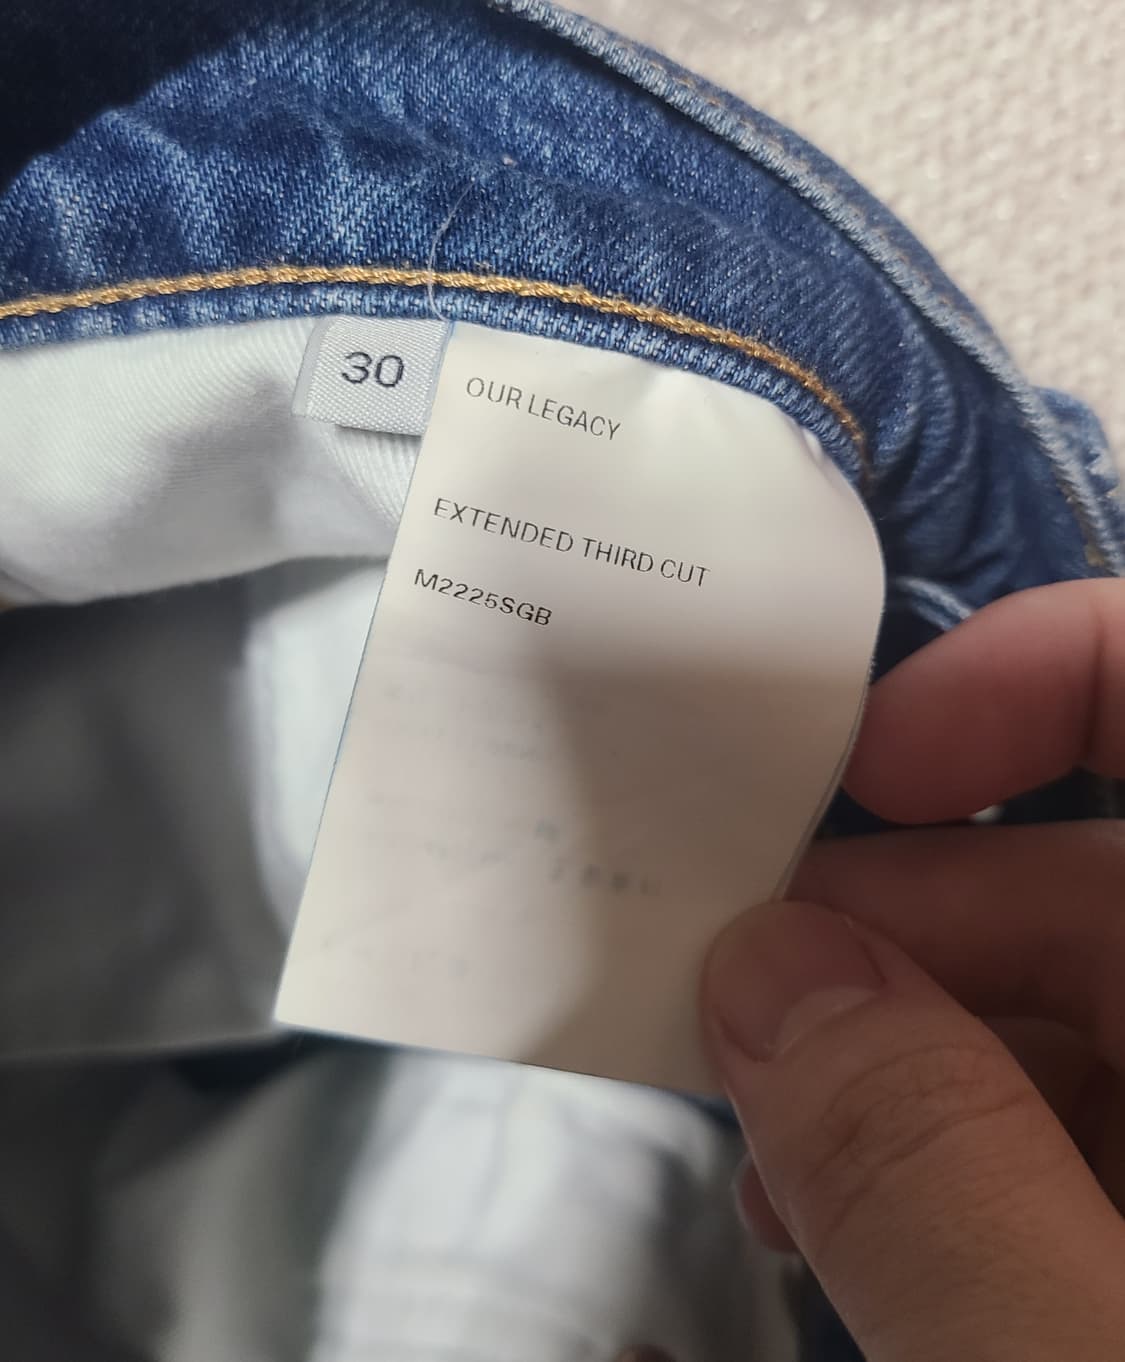 30
OUR LEGACY
EXTENDED THIRD CUT
M2225SGB